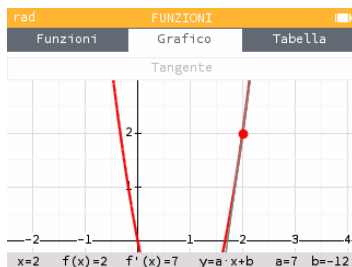 rad FUNZIONI
Funzioni Grafico Tabella
Tangente
2
1
-2 -1 1 2 3 4
x=2 f(x)=2 f'(x)=7 y=a·x+b a=7 b=-12